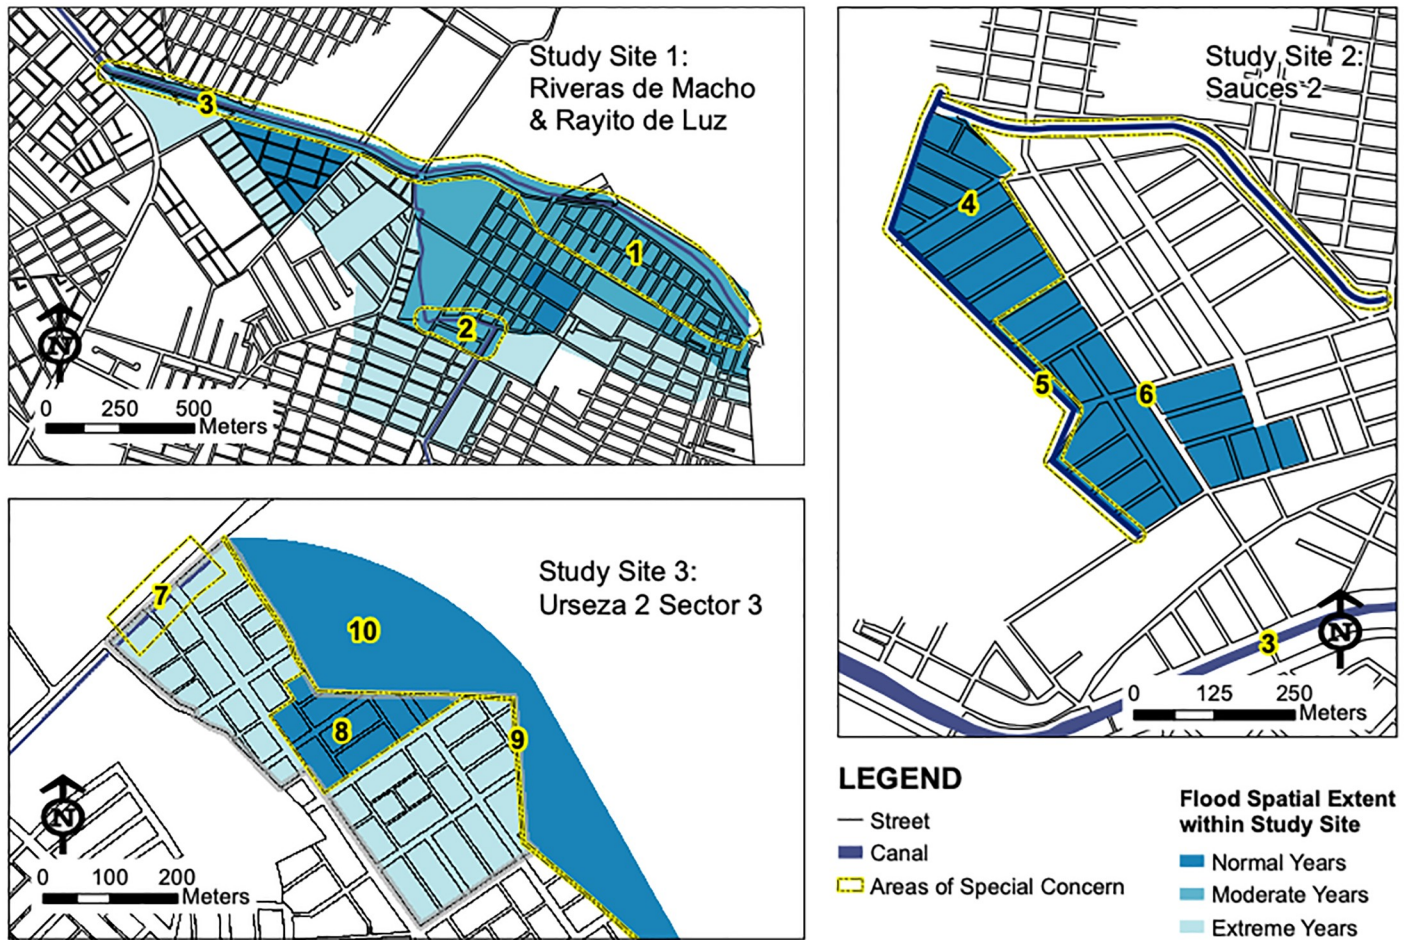 Study Site 1:
Riveras de Macho
& Rayito de Luz
3
1
2
N
0 250 500
Meters
Study Site 2:
Sauces 2
4
5
6
3
N
0 125 250
Meters
Study Site 3:
Urseza 2 Sector 3
7
10
8
9
N
0 100 200
Meters
LEGEND
Street
Canal
Areas of Special Concern
Flood Spatial Extent
within Study Site
Normal Years
Moderate Years
Extreme Years